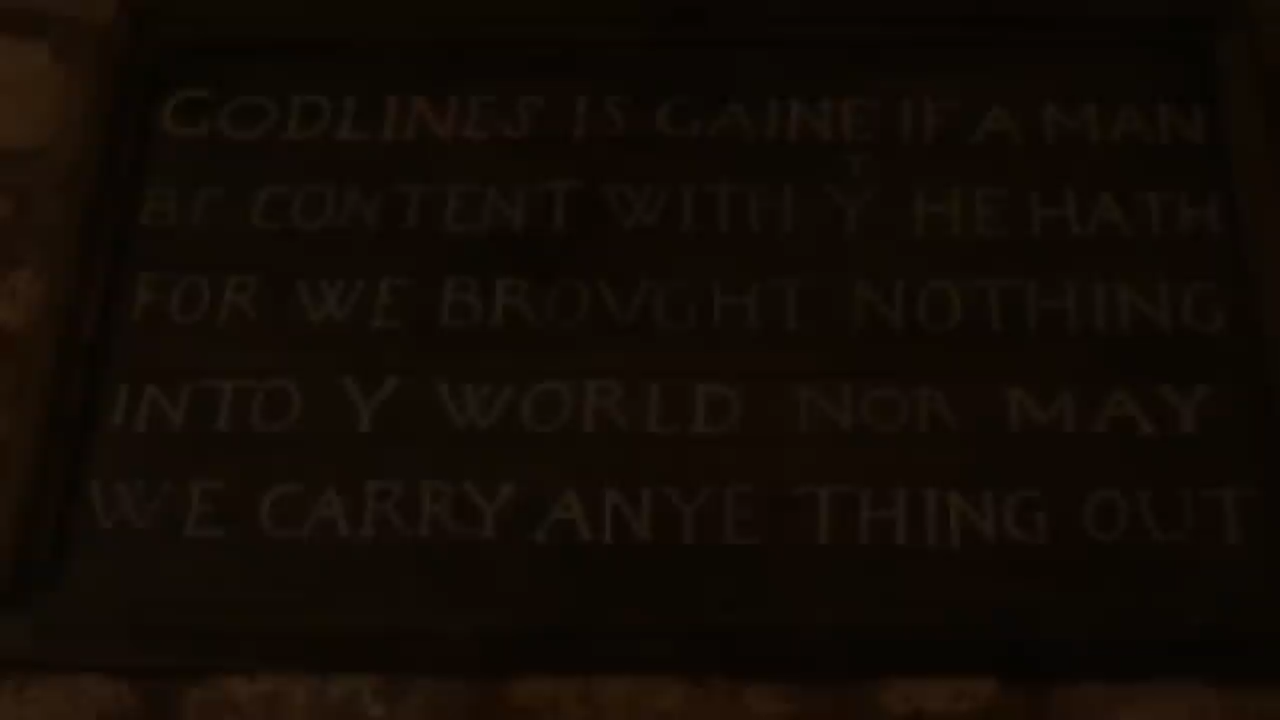 GODLINES IS GAINE IF A MAN
BE CONTENT WITH Yᵀ HE HATH
FOR WE BROVGHT NOTHING
INTO Y WORLD NOR MAY
WE CARRY ANYE THING OUT